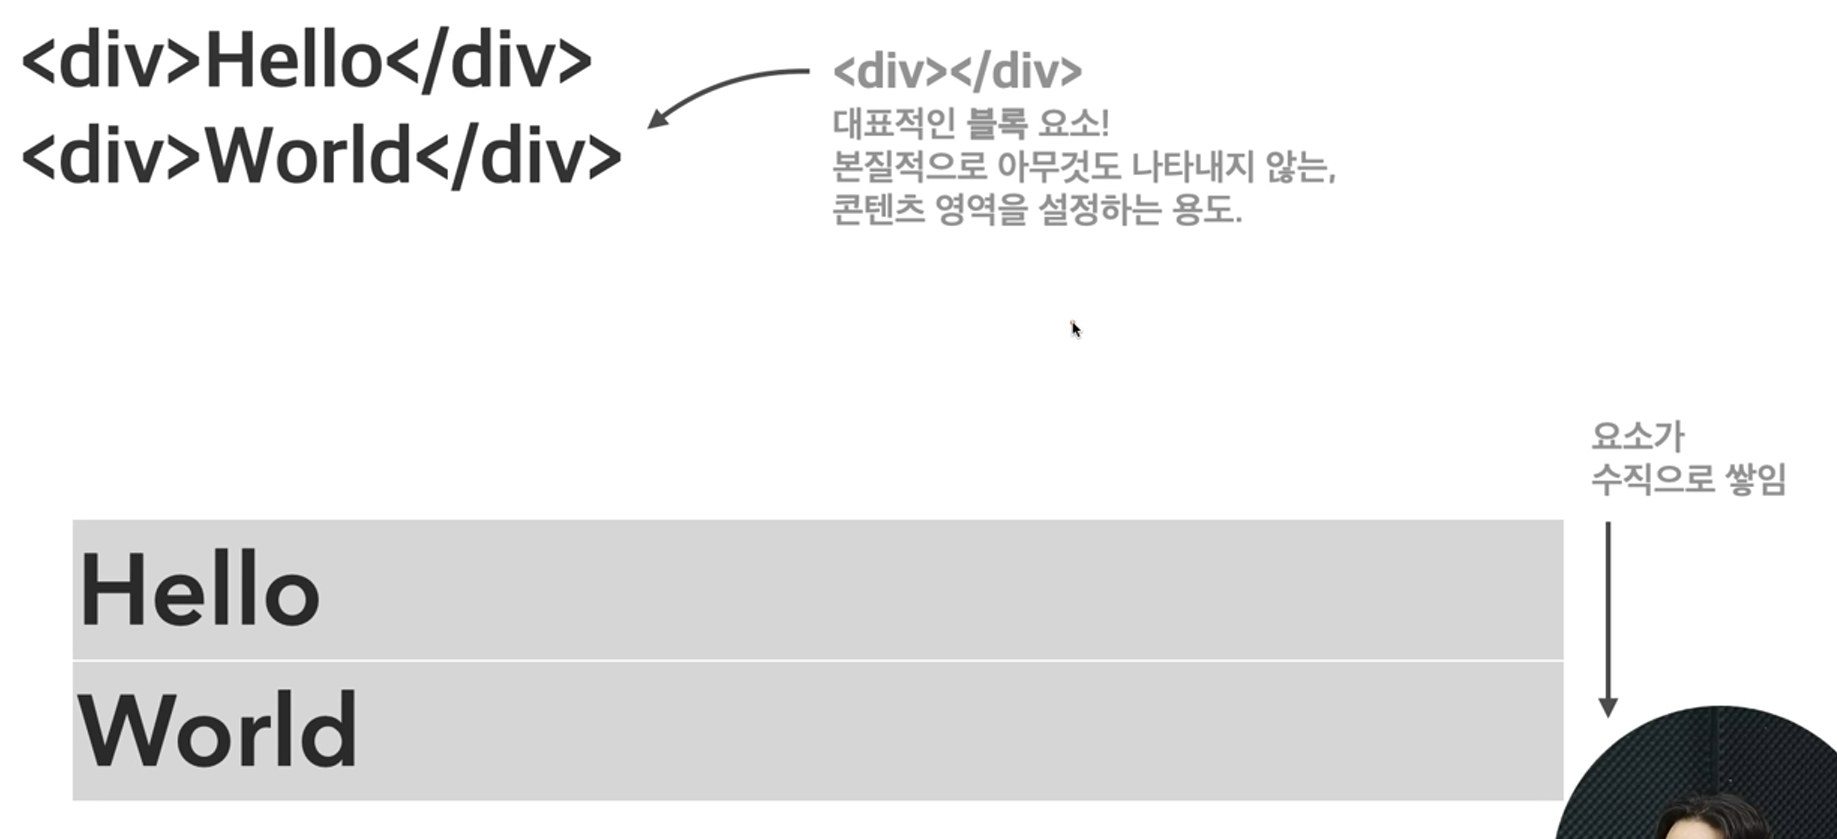 <div>Hello</div>
<div>World</div>
<div></div>
대표적인 블록 요소!
본질적으로 아무것도 나타내지 않는,
콘텐츠 영역을 설정하는 용도.
요소가
수직으로 쌓임
Hello
World